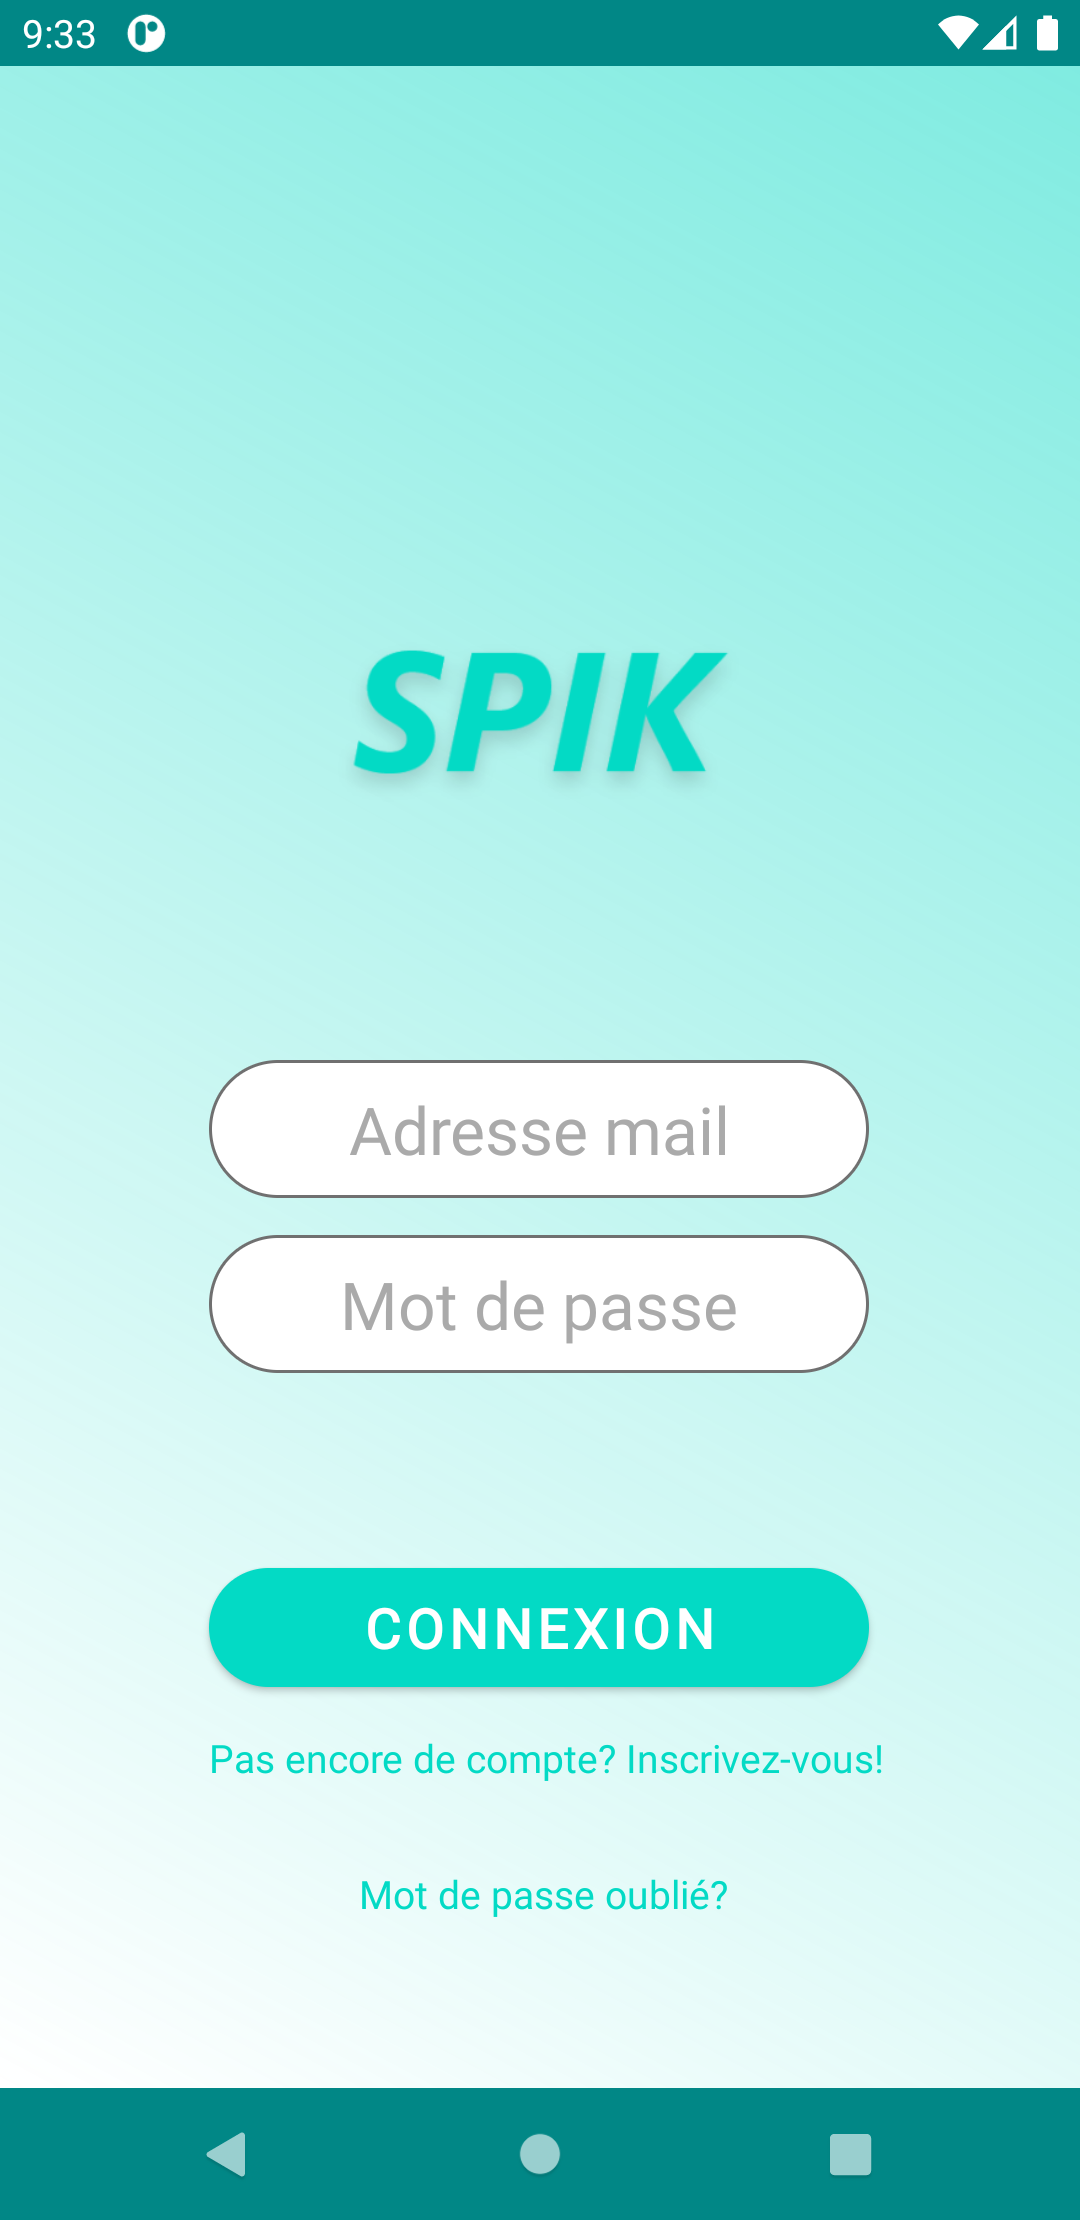 9:33
SPIK
Adresse mail
Mot de passe
CONNEXION
Pas encore de compte? Inscrivez-vous!
Mot de passe oublié?